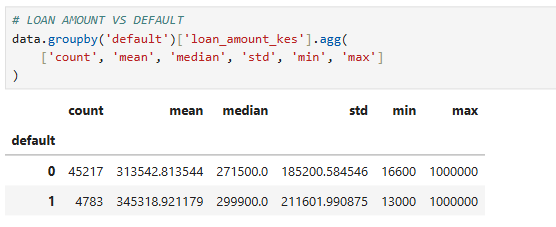 # LOAN AMOUNT VS DEFAULT
data.groupby('default')['loan_amount_kes'].agg(
    ['count', 'mean', 'median', 'std', 'min', 'max']
)
count mean median std min max
default
0 45217 313542.813544 271500.0 185200.584546 16600 1000000
1 4783 345318.921179 299900.0 211601.990875 13000 1000000